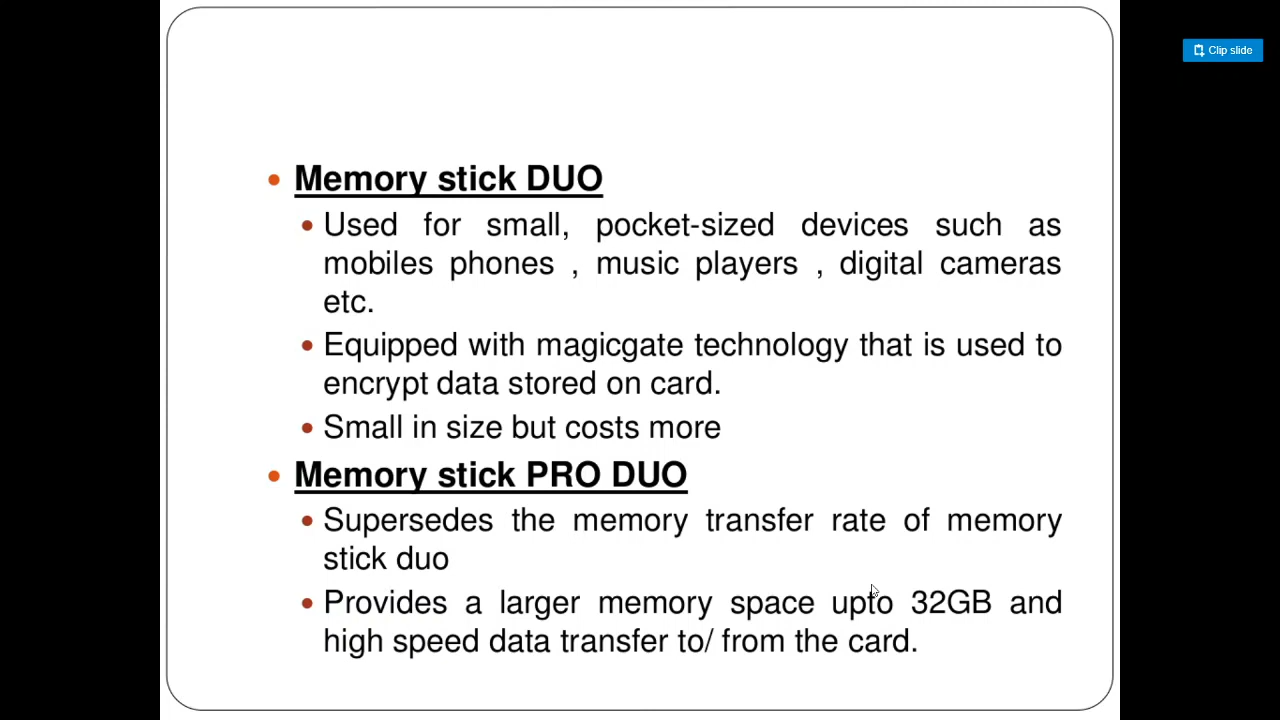 Clip slide
Memory stick DUO
Used for small, pocket-sized devices such as
mobiles phones , music players , digital cameras
etc.
Equipped with magicgate technology that is used to
encrypt data stored on card.
Small in size but costs more
Memory stick PRO DUO
Supersedes the memory transfer rate of memory
stick duo
Provides a larger memory space upto 32GB and
high speed data transfer to/ from the card.